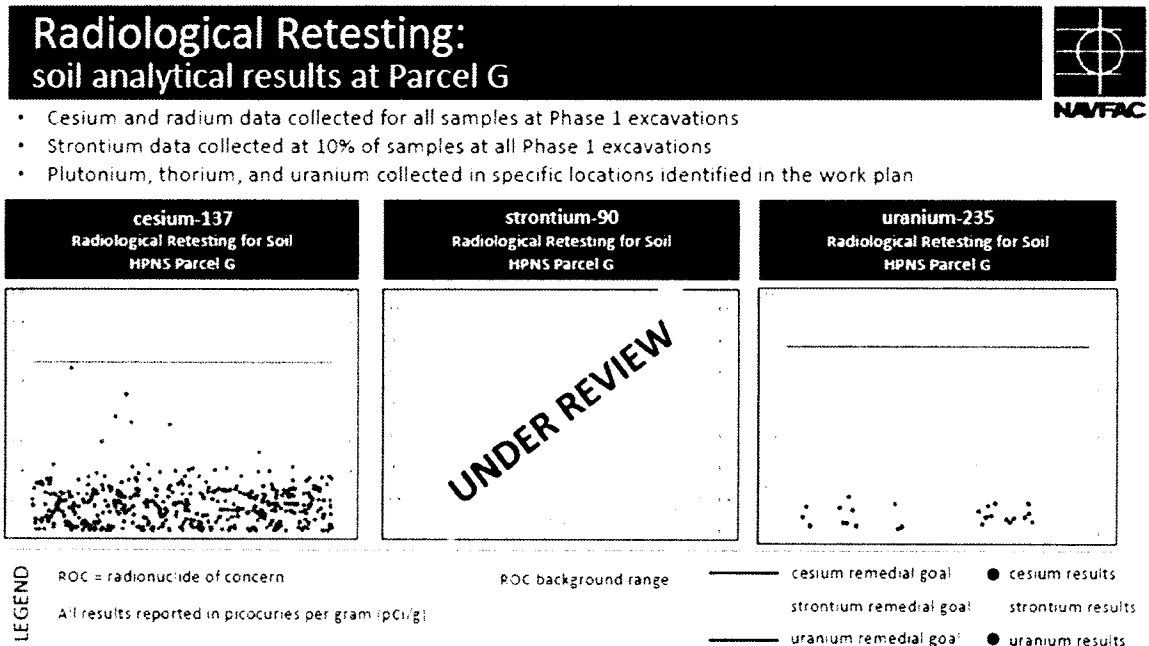 Radiological Retesting:
soil analytical results at Parcel G
NAVFAC
• Cesium and radium data collected for all samples at Phase 1 excavations
• Strontium data collected at 10% of samples at all Phase 1 excavations
• Plutonium, thorium, and uranium collected in specific locations identified in the work plan
cesium-137
Radiological Retesting for Soil
HPNS Parcel G
strontium-90
Radiological Retesting for Soil
HPNS Parcel G
uranium-235
Radiological Retesting for Soil
HPNS Parcel G
UNDER REVIEW
LEGEND
ROC = radionuclide of concern
All results reported in picocuries per gram (pCi/g)
ROC background range
cesium remedial goal
strontium remedial goal
uranium remedial goal
cesium results
strontium results
uranium results